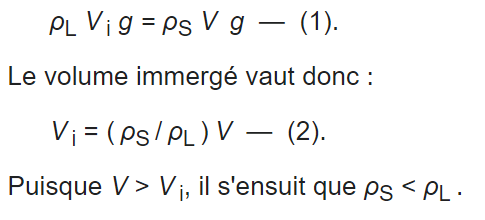 ρL Vi g = ρS V g — (1).
Le volume immergé vaut donc :
Vi = ( ρS / ρL ) V — (2).
Puisque V > Vi, il s'ensuit que ρS < ρL .